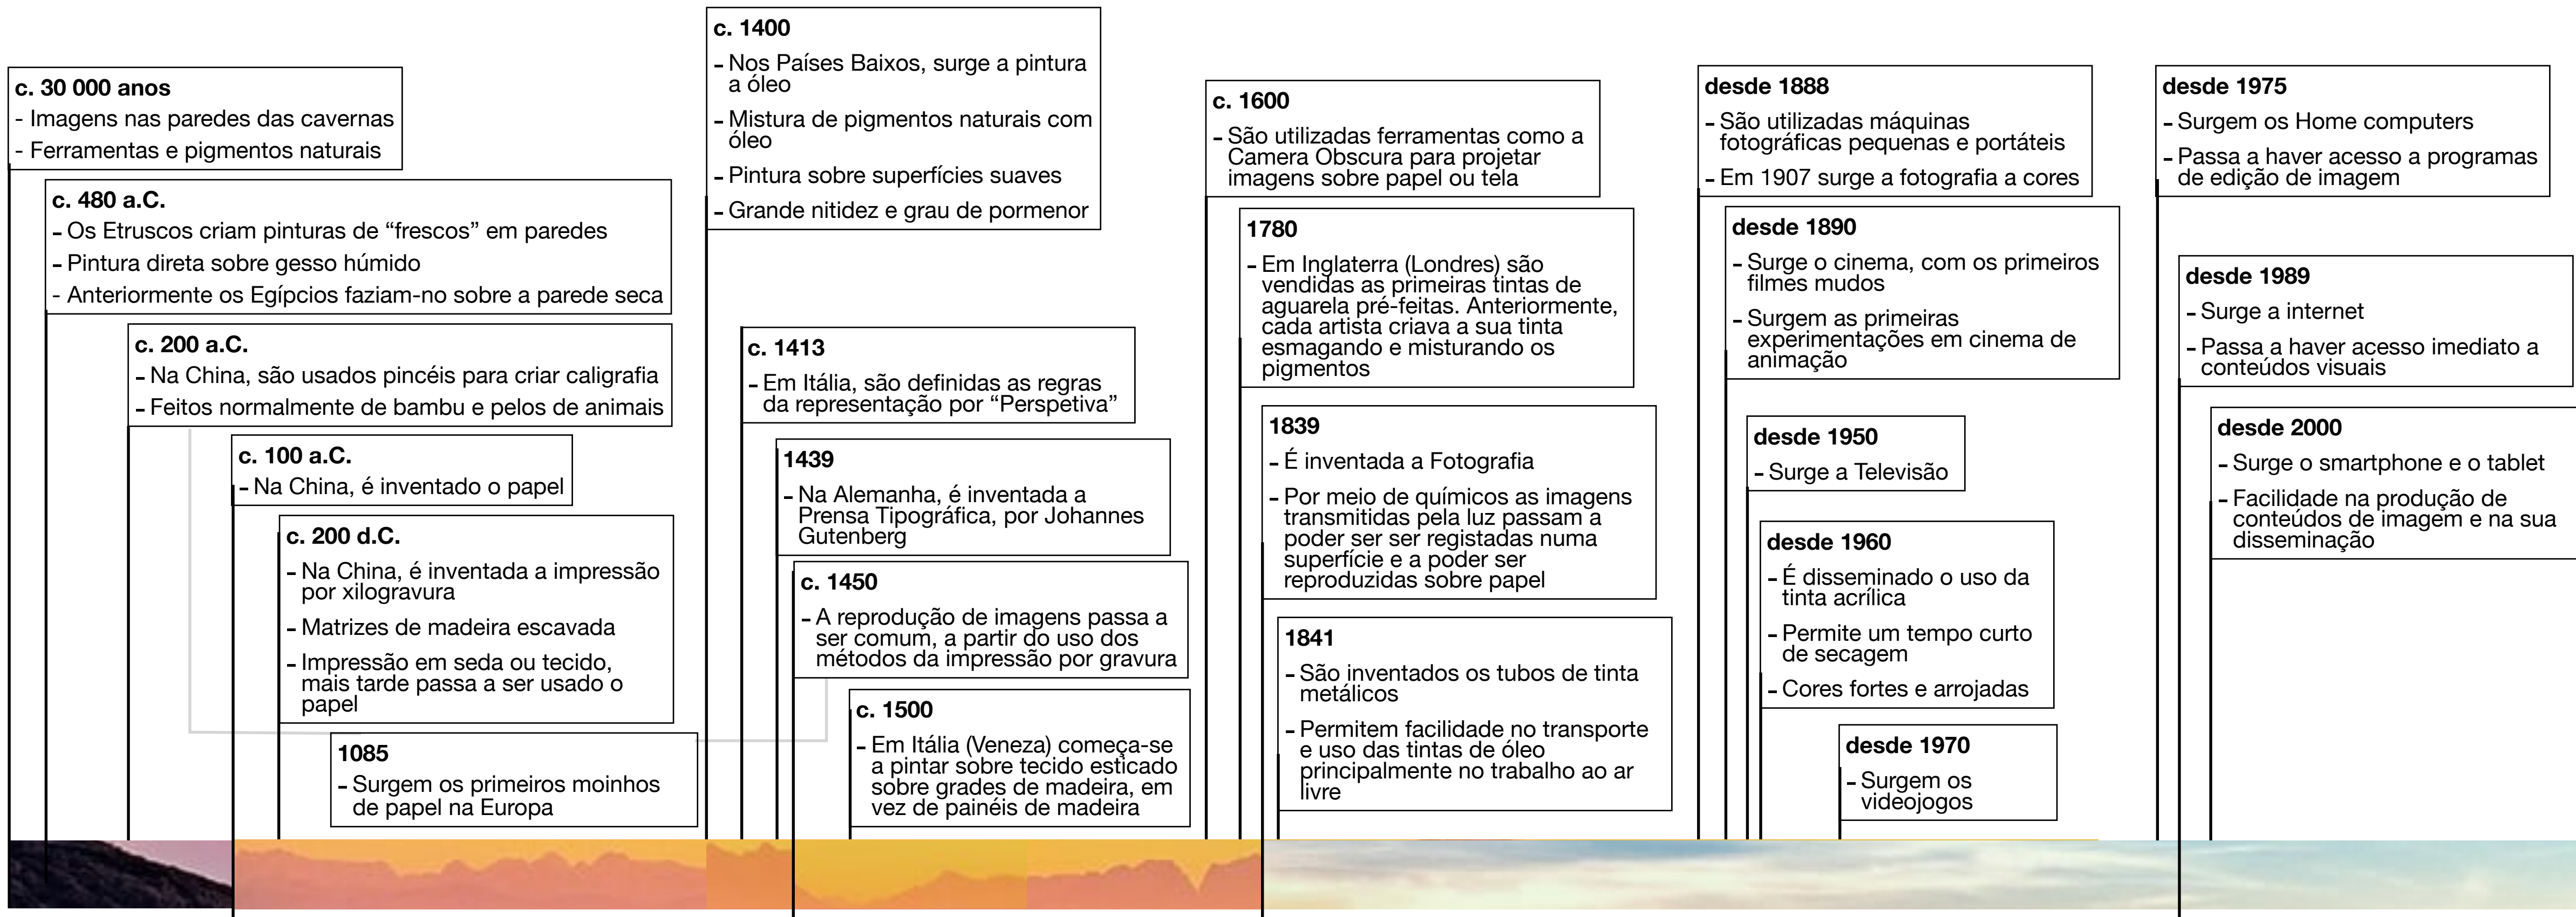 c. 30 000 anos
- Imagens nas paredes das cavernas
- Ferramentas e pigmentos naturais
c. 480 a.C.
- Os Etruscos criam pinturas de “frescos” em paredes
- Pintura direta sobre gesso húmido
- Anteriormente os Egípcios faziam-no sobre a parede seca
c. 200 a.C.
- Na China, são usados pincéis para criar caligrafia
- Feitos normalmente de bambu e pelos de animais
c. 100 a.C.
- Na China, é inventado o papel
c. 200 d.C.
- Na China, é inventada a impressão
por xilogravura
- Matrizes de madeira escavada
- Impressão em seda ou tecido,
mais tarde passa a ser usado o
papel
1085
- Surgem os primeiros moinhos
de papel na Europa
c. 1400
- Nos Países Baixos, surge a pintura
a óleo
- Mistura de pigmentos naturais com
óleo
- Pintura sobre superfícies suaves
- Grande nitidez e grau de pormenor
c. 1413
- Em Itália, são definidas as regras
da representação por “Perspetiva”
1439
- Na Alemanha, é inventada a
Prensa Tipográfica, por Johannes
Gutenberg
c. 1450
- A reprodução de imagens passa a
ser comum, a partir do uso dos
métodos da impressão por gravura
c. 1500
- Em Itália (Veneza) começa-se
a pintar sobre tecido esticado
sobre grades de madeira, em
vez de painéis de madeira
c. 1600
- São utilizadas ferramentas como a
Camera Obscura para projetar
imagens sobre papel ou tela
1780
- Em Inglaterra (Londres) são
vendidas as primeiras tintas de
aguarela pré-feitas. Anteriormente,
cada artista criava a sua tinta
esmagando e misturando os
pigmentos
1839
- É inventada a Fotografia
- Por meio de químicos as imagens
transmitidas pela luz passam a
poder ser ser registadas numa
superfície e a poder ser
reproduzidas sobre papel
1841
- São inventados os tubos de tinta
metálicos
- Permitem facilidade no transporte
e uso das tintas de óleo
principalmente no trabalho ao ar
livre
desde 1888
- São utilizadas máquinas
fotográficas pequenas e portáteis
- Em 1907 surge a fotografia a cores
desde 1890
- Surge o cinema, com os primeiros
filmes mudos
- Surgem as primeiras
experimentações em cinema de
animação
desde 1950
- Surge a Televisão
desde 1960
- É disseminado o uso da
tinta acrílica
- Permite um tempo curto
de secagem
- Cores fortes e arrojadas
desde 1970
- Surgem os
videojogos
desde 1975
- Surgem os Home computers
- Passa a haver acesso a programas
de edição de imagem
desde 1989
- Surge a internet
- Passa a haver acesso imediato a
conteúdos visuais
desde 2000
- Surge o smartphone e o tablet
- Facilidade na produção de
conteúdos de imagem e na sua
disseminação